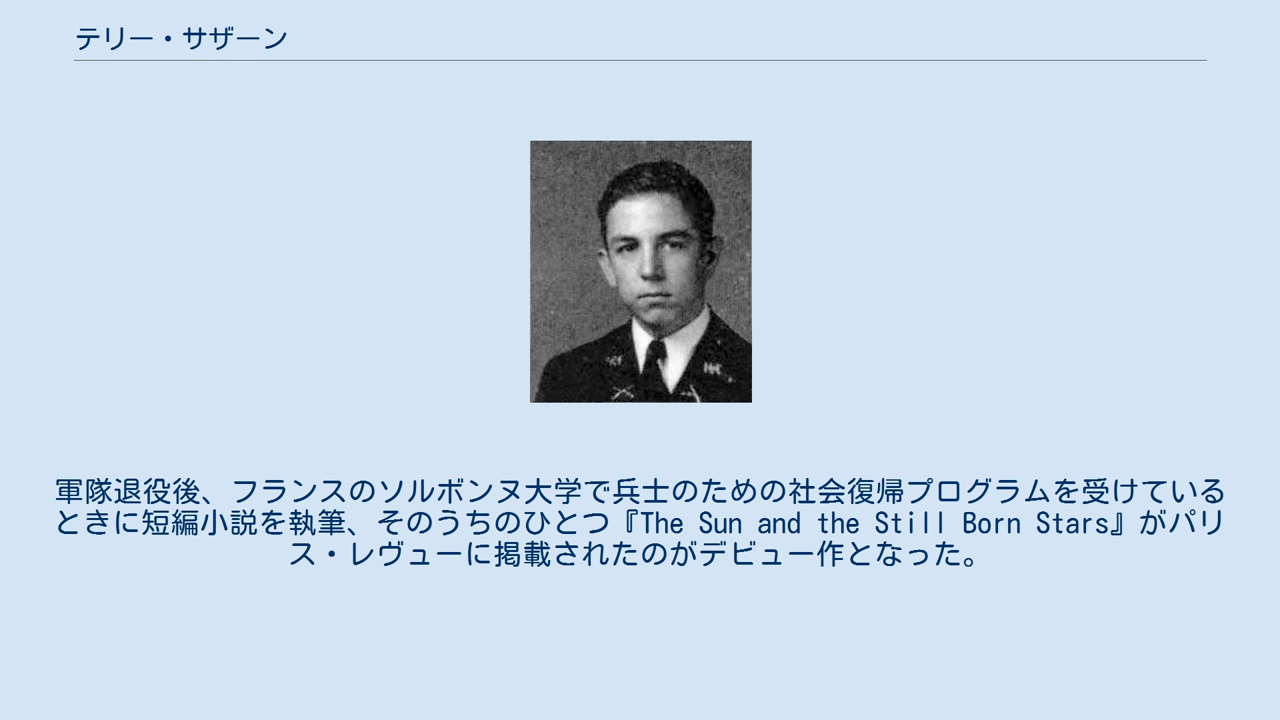 テリー・サザーン
軍隊退役後、フランスのソルボンヌ大学で兵士のための社会復帰プログラムを受けている
ときに短編小説を執筆、そのうちのひとつ『The Sun and the Still Born Stars』がパリ
ス・レヴューに掲載されたのがデビュー作となった。